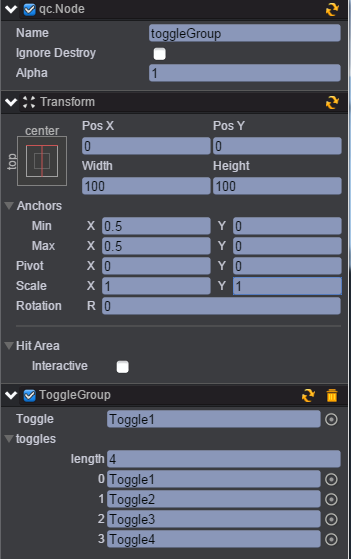 qc.Node
Name toggleGroup
Ignore Destroy
Alpha 1
Transform
center
top
Pos X Pos Y
0 0
Width Height
100 100
Anchors
Min X 0.5 Y 0
Max X 0.5 Y 0
Pivot X 0 Y 0
Scale X 1 Y 1
Rotation R 0
Hit Area
Interactive
ToggleGroup
Toggle Toggle1
toggles
length 4
0 Toggle1
1 Toggle2
2 Toggle3
3 Toggle4